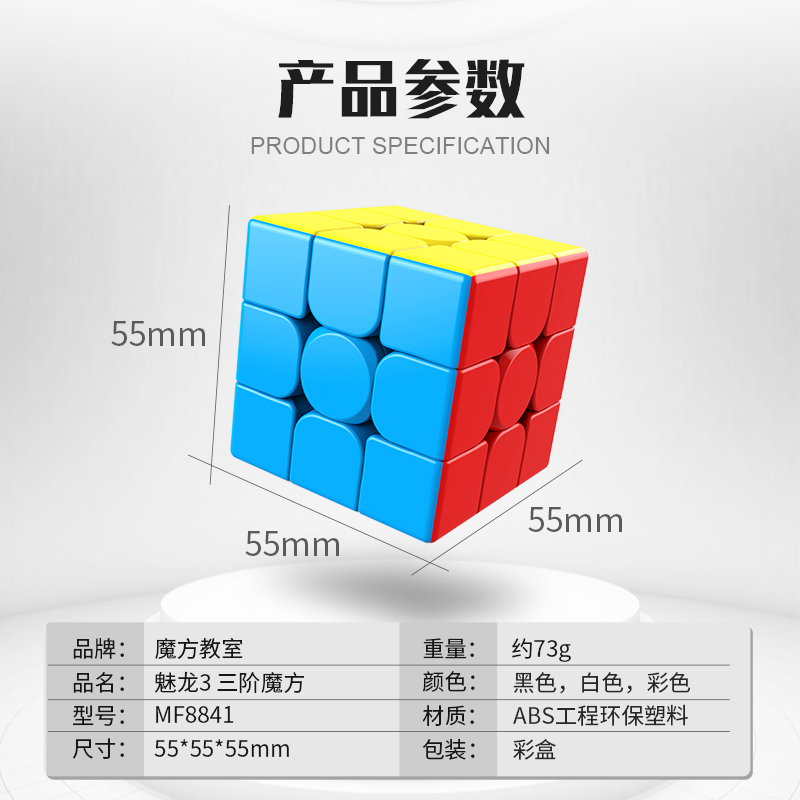 产品参数
PRODUCT SPECIFICATION
55mm
55mm
55mm
品牌： 魔方教室
重量： 约73g
品名： 魅龙3 三阶魔方
颜色： 黑色，白色，彩色
型号： MF8841
材质： ABS工程环保塑料
尺寸： 55*55*55mm
包装： 彩盒